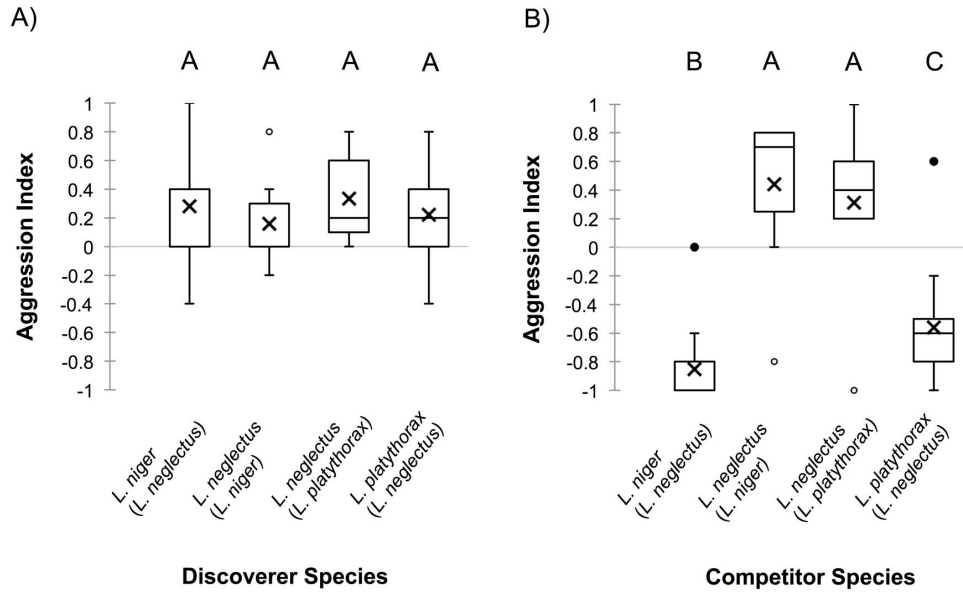 A)
A A A A
Aggression Index
1
0.8
0.6
0.4
0.2
0
-0.2
-0.4
-0.6
-0.8
-1
L. niger
(L. neglectus)
L. neglectus
(L. niger)
L. neglectus
(L. platythorax)
L. platythorax
(L. neglectus)
Discoverer Species
B)
B A A C
Aggression Index
1
0.8
0.6
0.4
0.2
0
-0.2
-0.4
-0.6
-0.8
-1
L. niger
(L. neglectus)
L. neglectus
(L. niger)
L. neglectus
(L. platythorax)
L. platythorax
(L. neglectus)
Competitor Species